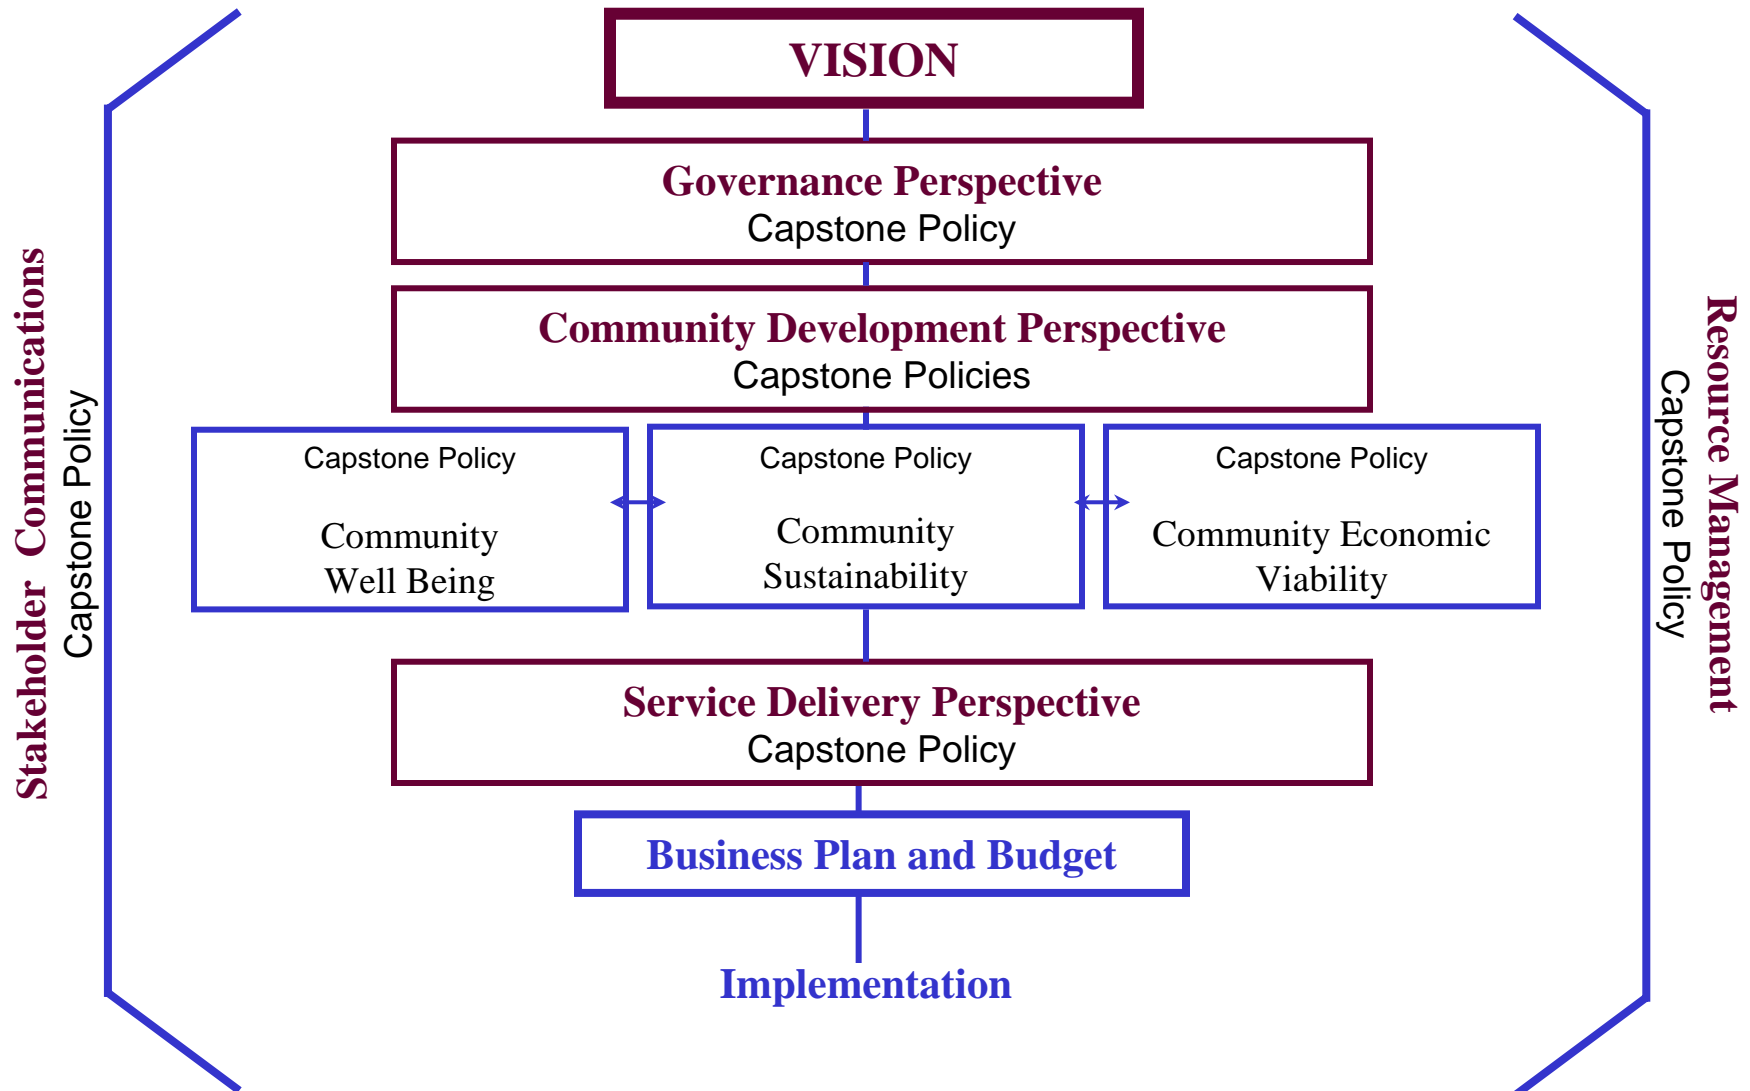 VISION
Governance Perspective
Capstone Policy
Community Development Perspective
Capstone Policies
Capstone Policy
Community
Well Being
Capstone Policy
Community
Sustainability
Capstone Policy
Community Economic
Viability
Service Delivery Perspective
Capstone Policy
Business Plan and Budget
Implementation
Stakeholder Communications
Capstone Policy
Resource Management
Capstone Policy